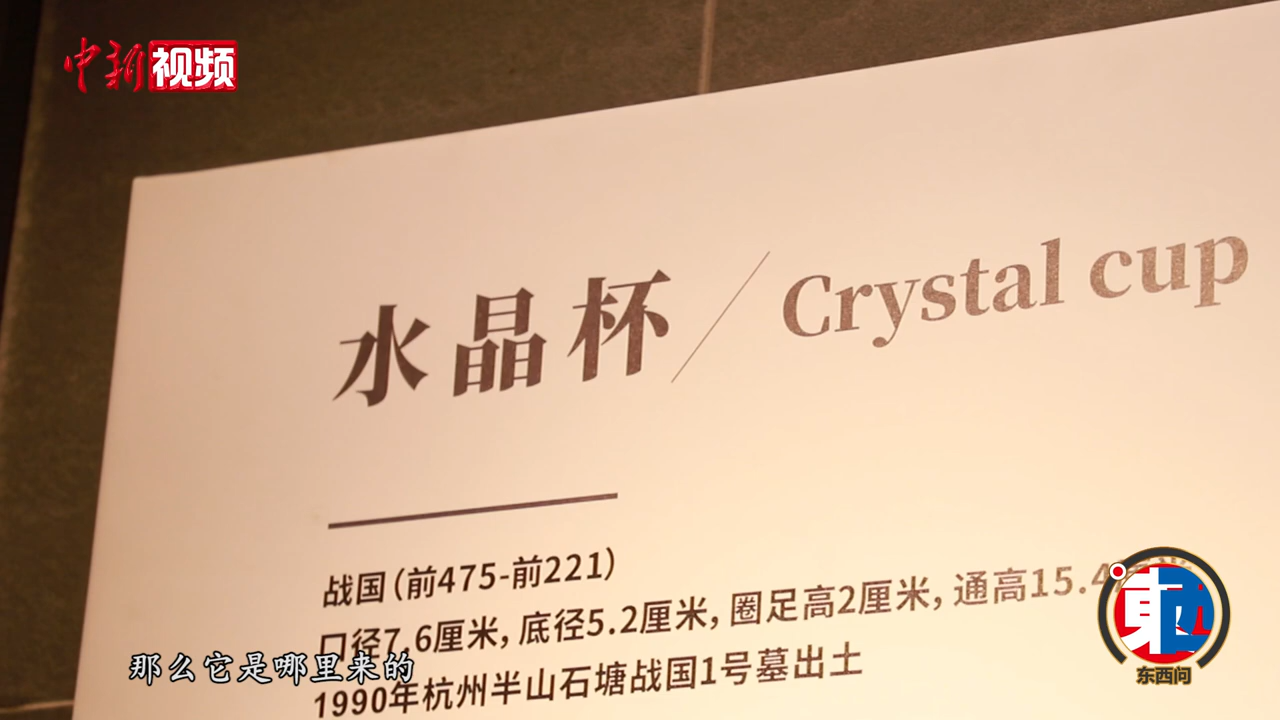 中新视频
水晶杯/Crystal cup
战国(前475-前221)
口径7.6厘米,底径5.2厘米,圈足高2厘米,通高15.4
1990年杭州半山石塘战国1号墓出土
那么它是哪里来的
东西问